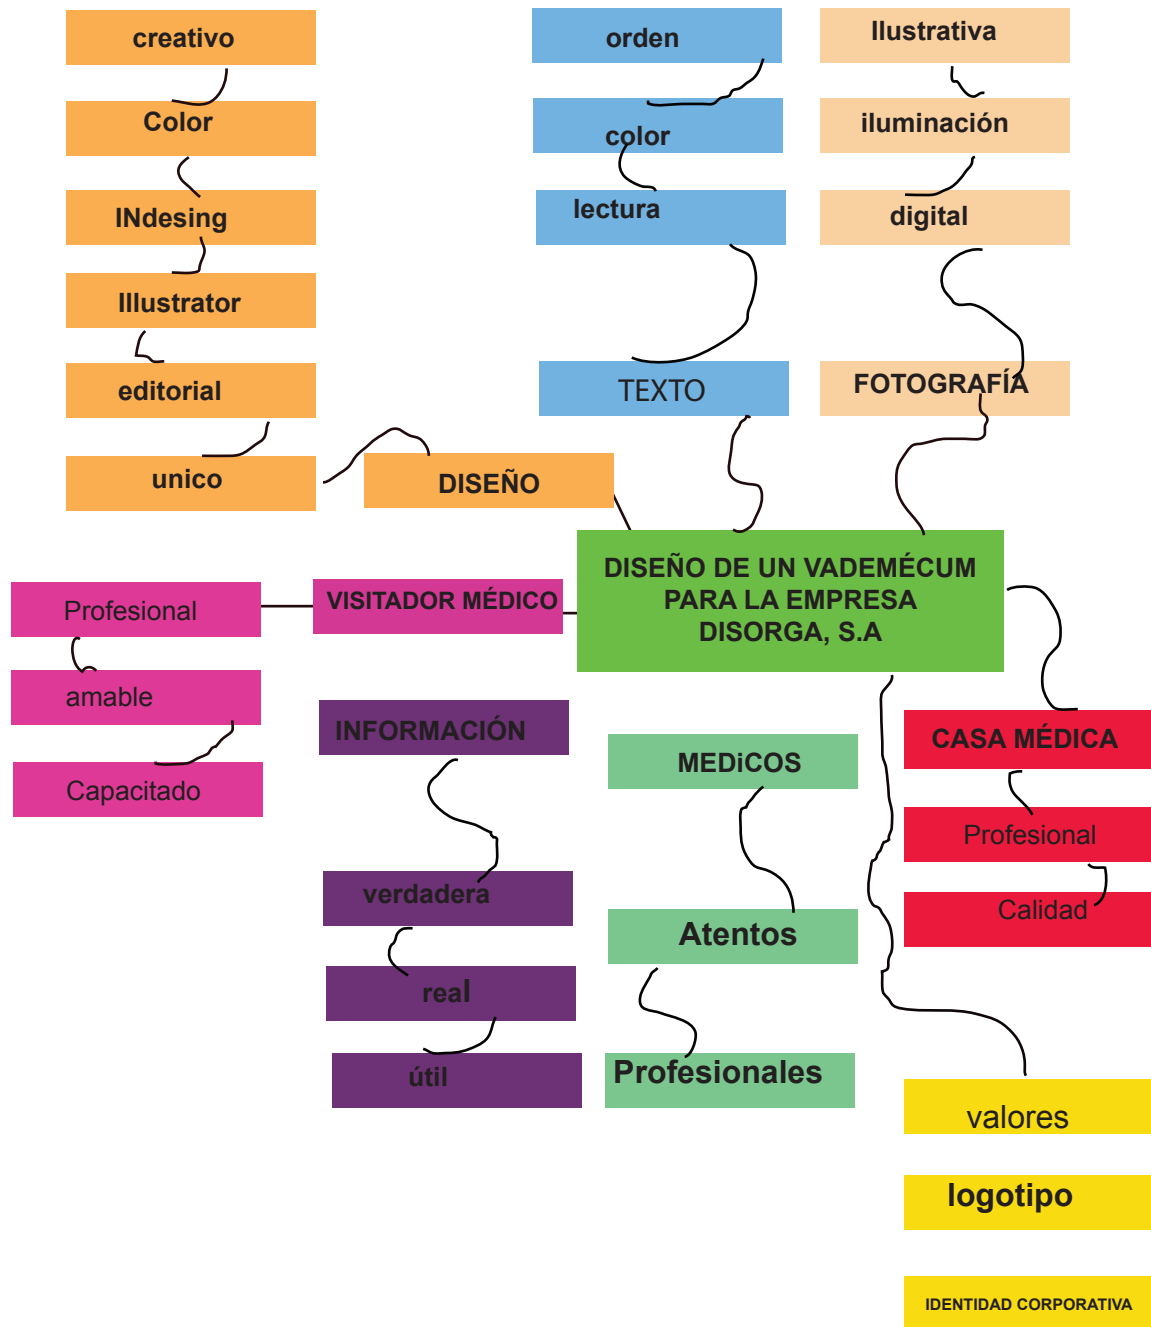 creativo
Color
INdesing
Illustrator
editorial
unico
DISEÑO
orden
color
lectura
TEXTO
Ilustrativa
iluminación
digital
FOTOGRAFÍA
DISEÑO DE UN VADEMÉCUM
PARA LA EMPRESA
DISORGA, S.A
VISITADOR MÉDICO
Profesional
amable
Capacitado
INFORMACIÓN
verdadera
real
útil
MEDiCOS
Atentos
Profesionales
CASA MÉDICA
Profesional
Calidad
valores
logotipo
IDENTIDAD CORPORATIVA